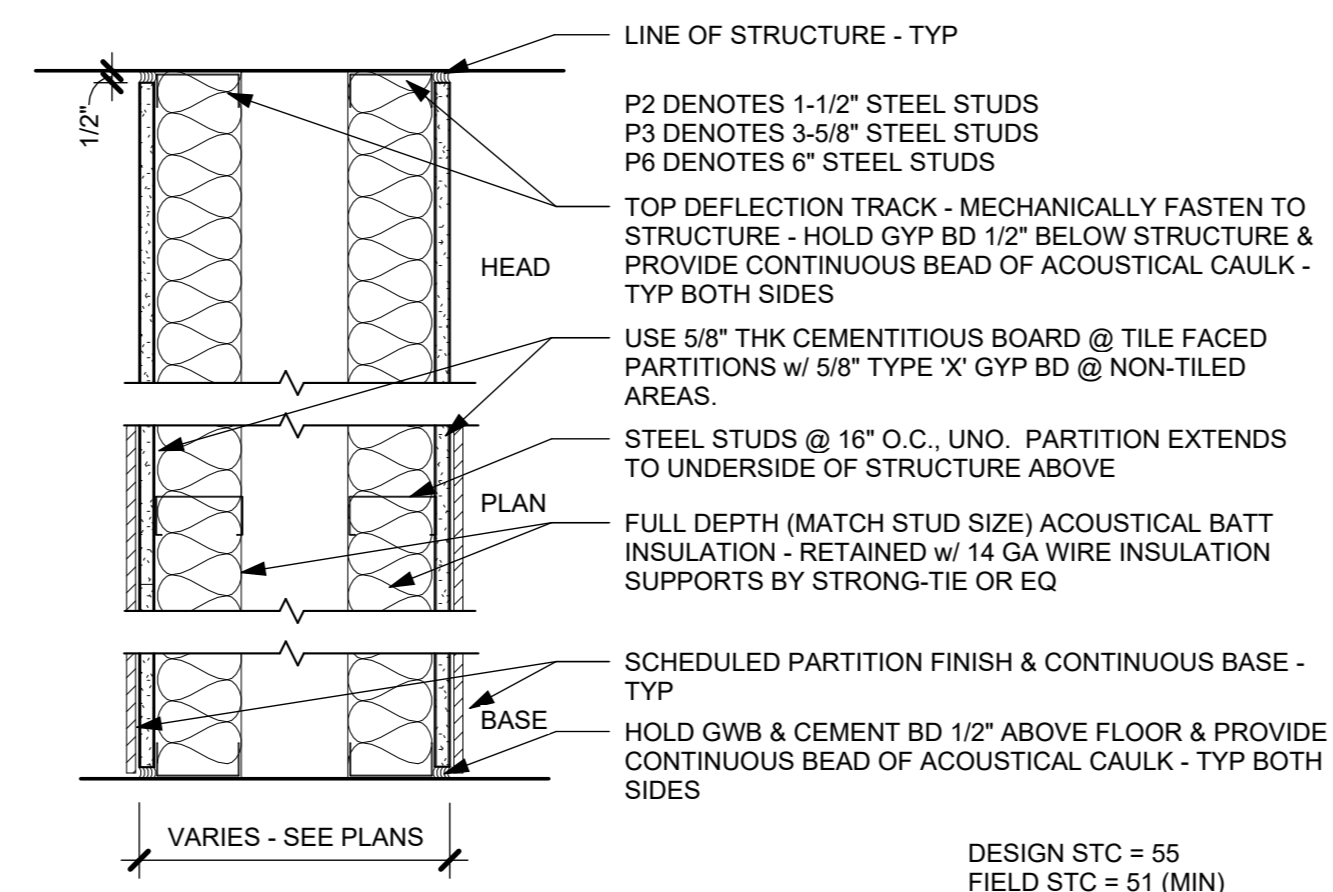 LINE OF STRUCTURE - TYP
1/2"
P2 DENOTES 1-1/2" STEEL STUDS
P3 DENOTES 3-5/8" STEEL STUDS
P6 DENOTES 6" STEEL STUDS
TOP DEFLECTION TRACK - MECHANICALLY FASTEN TO
STRUCTURE - HOLD GYP BD 1/2" BELOW STRUCTURE &
PROVIDE CONTINUOUS BEAD OF ACOUSTICAL CAULK -
TYP BOTH SIDES
HEAD
USE 5/8" THK CEMENTITIOUS BOARD @ TILE FACED
PARTITIONS w/ 5/8" TYPE 'X' GYP BD @ NON-TILED
AREAS.
STEEL STUDS @ 16" O.C., UNO. PARTITION EXTENDS
TO UNDERSIDE OF STRUCTURE ABOVE
PLAN
FULL DEPTH (MATCH STUD SIZE) ACOUSTICAL BATT
INSULATION - RETAINED w/ 14 GA WIRE INSULATION
SUPPORTS BY STRONG-TIE OR EQ
SCHEDULED PARTITION FINISH & CONTINUOUS BASE -
TYP
BASE
HOLD GWB & CEMENT BD 1/2" ABOVE FLOOR & PROVIDE
CONTINUOUS BEAD OF ACOUSTICAL CAULK - TYP BOTH
SIDES
VARIES - SEE PLANS
DESIGN STC = 55
FIELD STC = 51 (MIN)